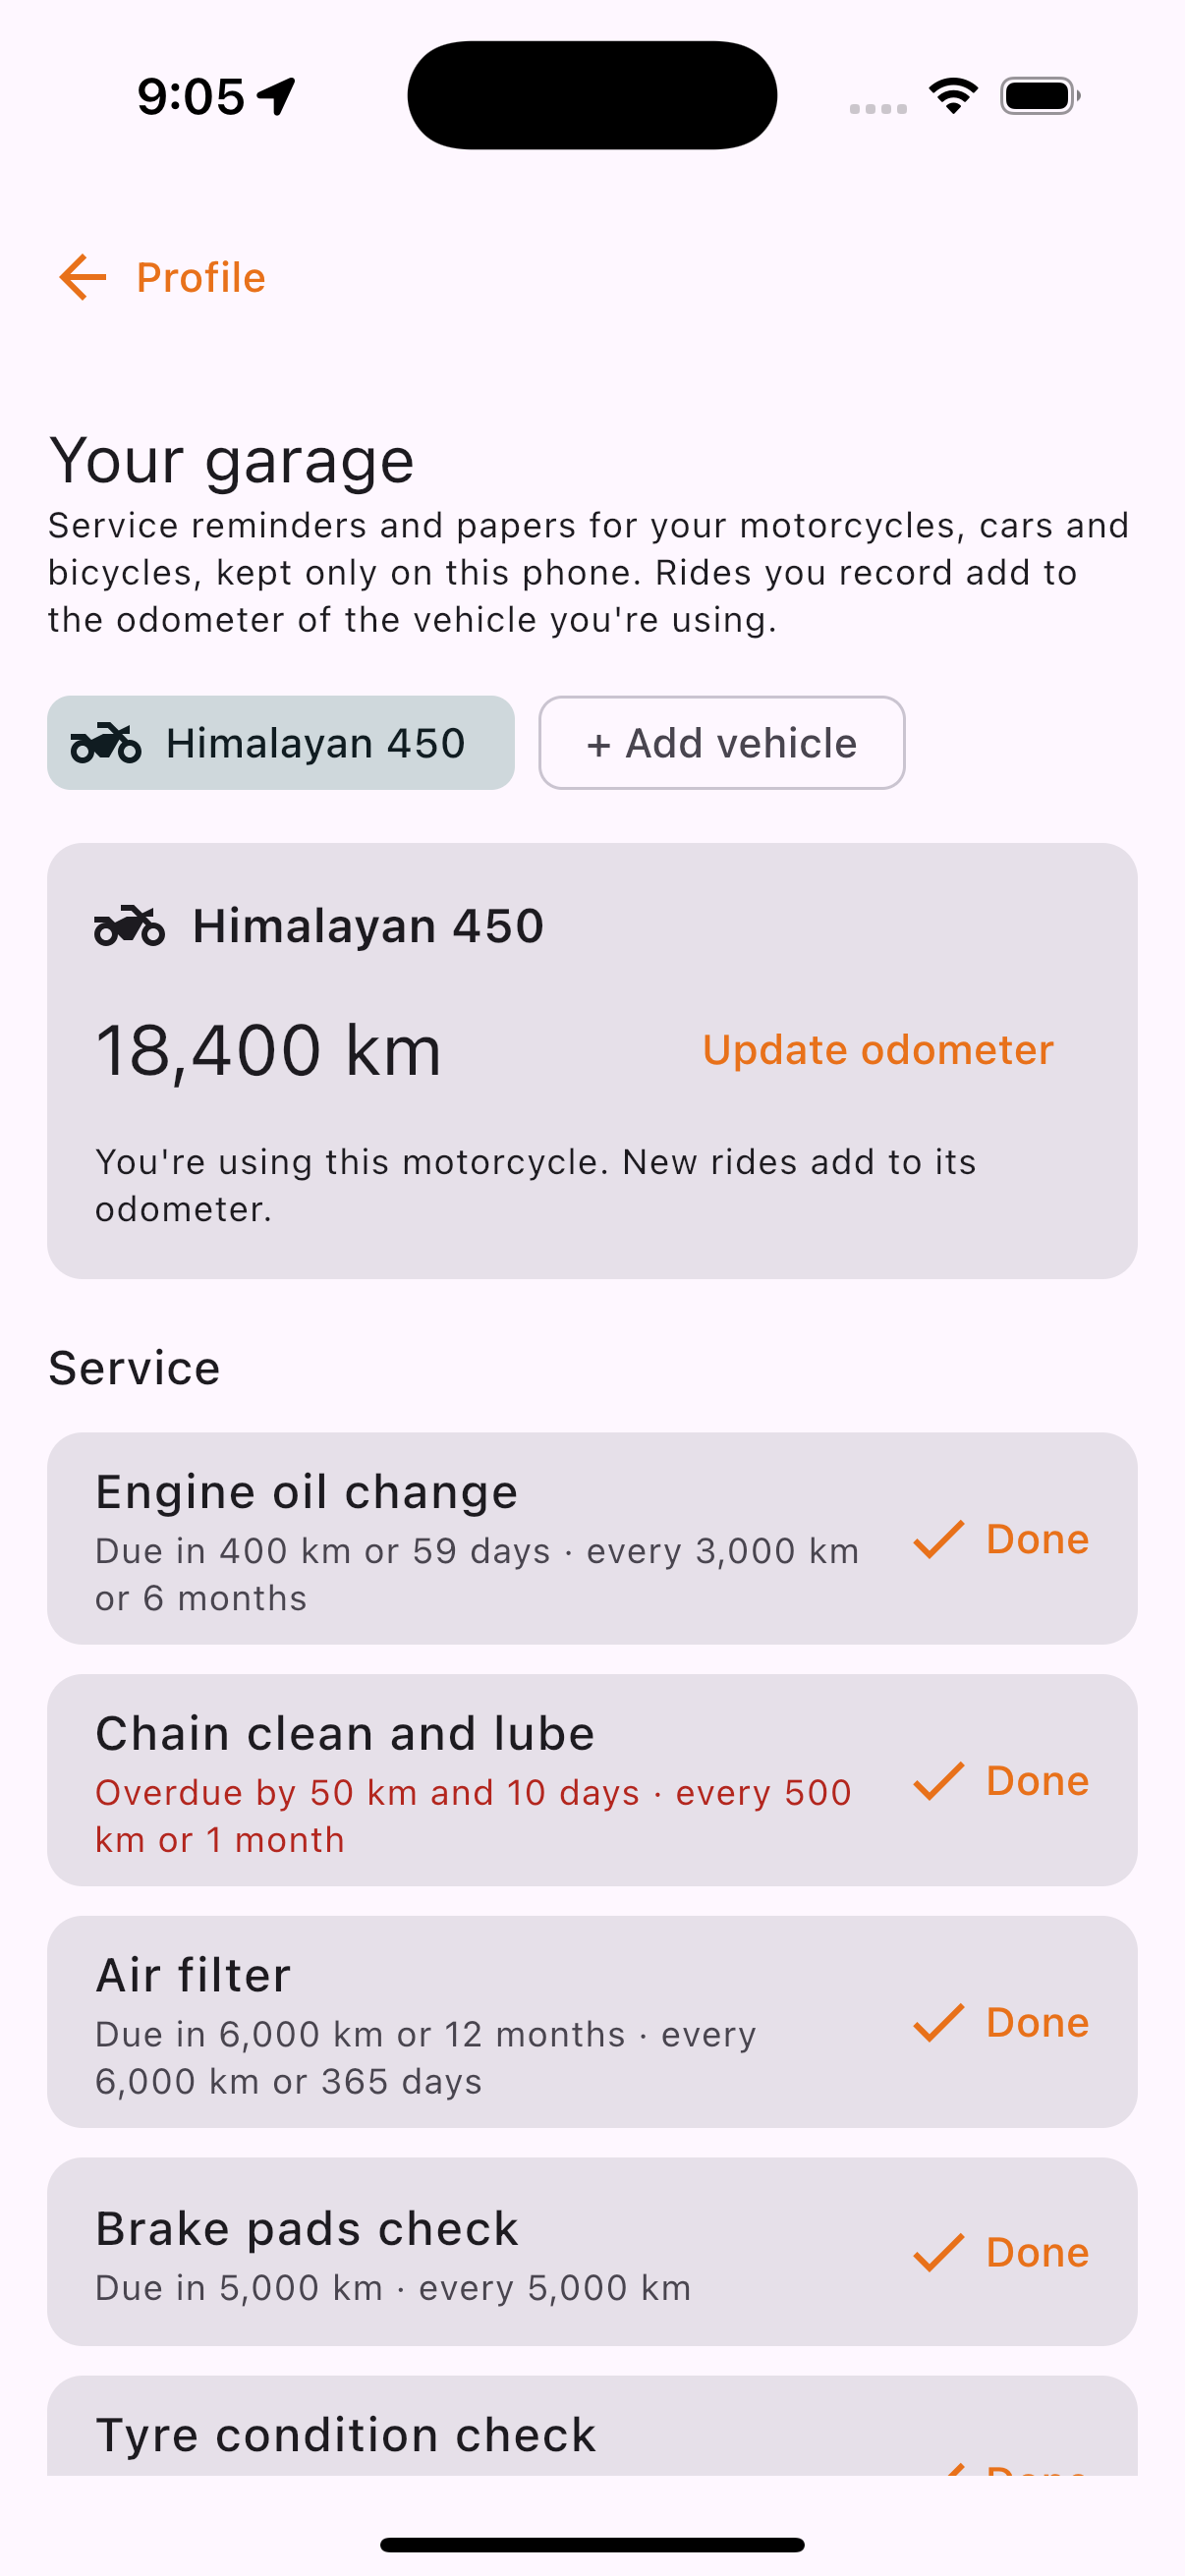 9:05
Profile
Your garage
Service reminders and papers for your motorcycles, cars and
bicycles, kept only on this phone. Rides you record add to
the odometer of the vehicle you're using.
Himalayan 450
+ Add vehicle
Himalayan 450
18,400 km
Update odometer
You're using this motorcycle. New rides add to its
odometer.
Service
Engine oil change
Due in 400 km or 59 days · every 3,000 km
or 6 months
Done
Chain clean and lube
Overdue by 50 km and 10 days · every 500
km or 1 month
Done
Air filter
Due in 6,000 km or 12 months · every
6,000 km or 365 days
Done
Brake pads check
Due in 5,000 km · every 5,000 km
Done
Tyre condition check